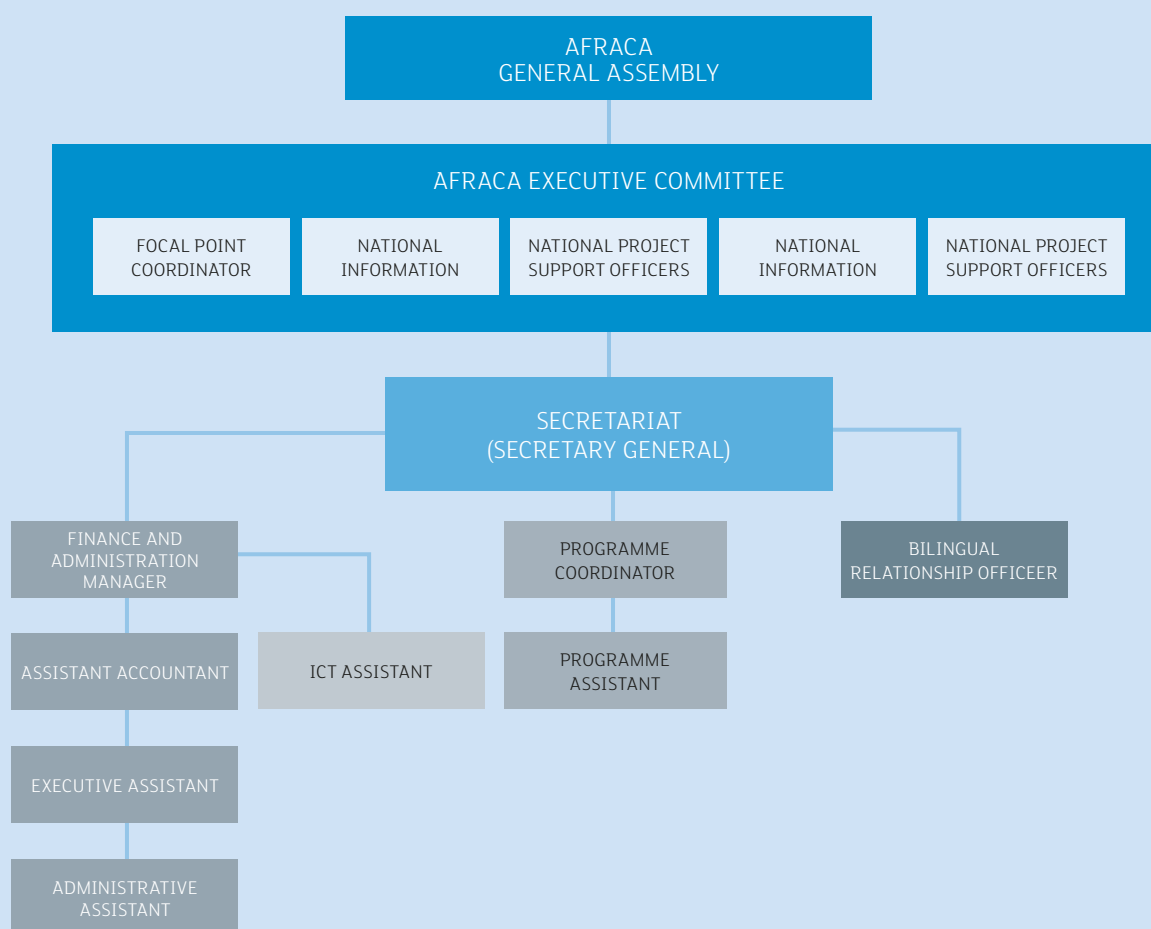 AFRACA
GENERAL ASSEMBLY
AFRACA EXECUTIVE COMMITTEE
FOCAL POINT
COORDINATOR
NATIONAL
INFORMATION
NATIONAL PROJECT
SUPPORT OFFICERS
NATIONAL
INFORMATION
NATIONAL PROJECT
SUPPORT OFFICERS
SECRETARIAT
(SECRETARY GENERAL)
FINANCE AND
ADMINISTRATION
MANAGER
PROGRAMME
COORDINATOR
BILINGUAL
RELATIONSHIP OFFICEER
ASSISTANT ACCOUNTANT
ICT ASSISTANT
PROGRAMME
ASSISTANT
EXECUTIVE ASSISTANT
ADMINISTRATIVE
ASSISTANT